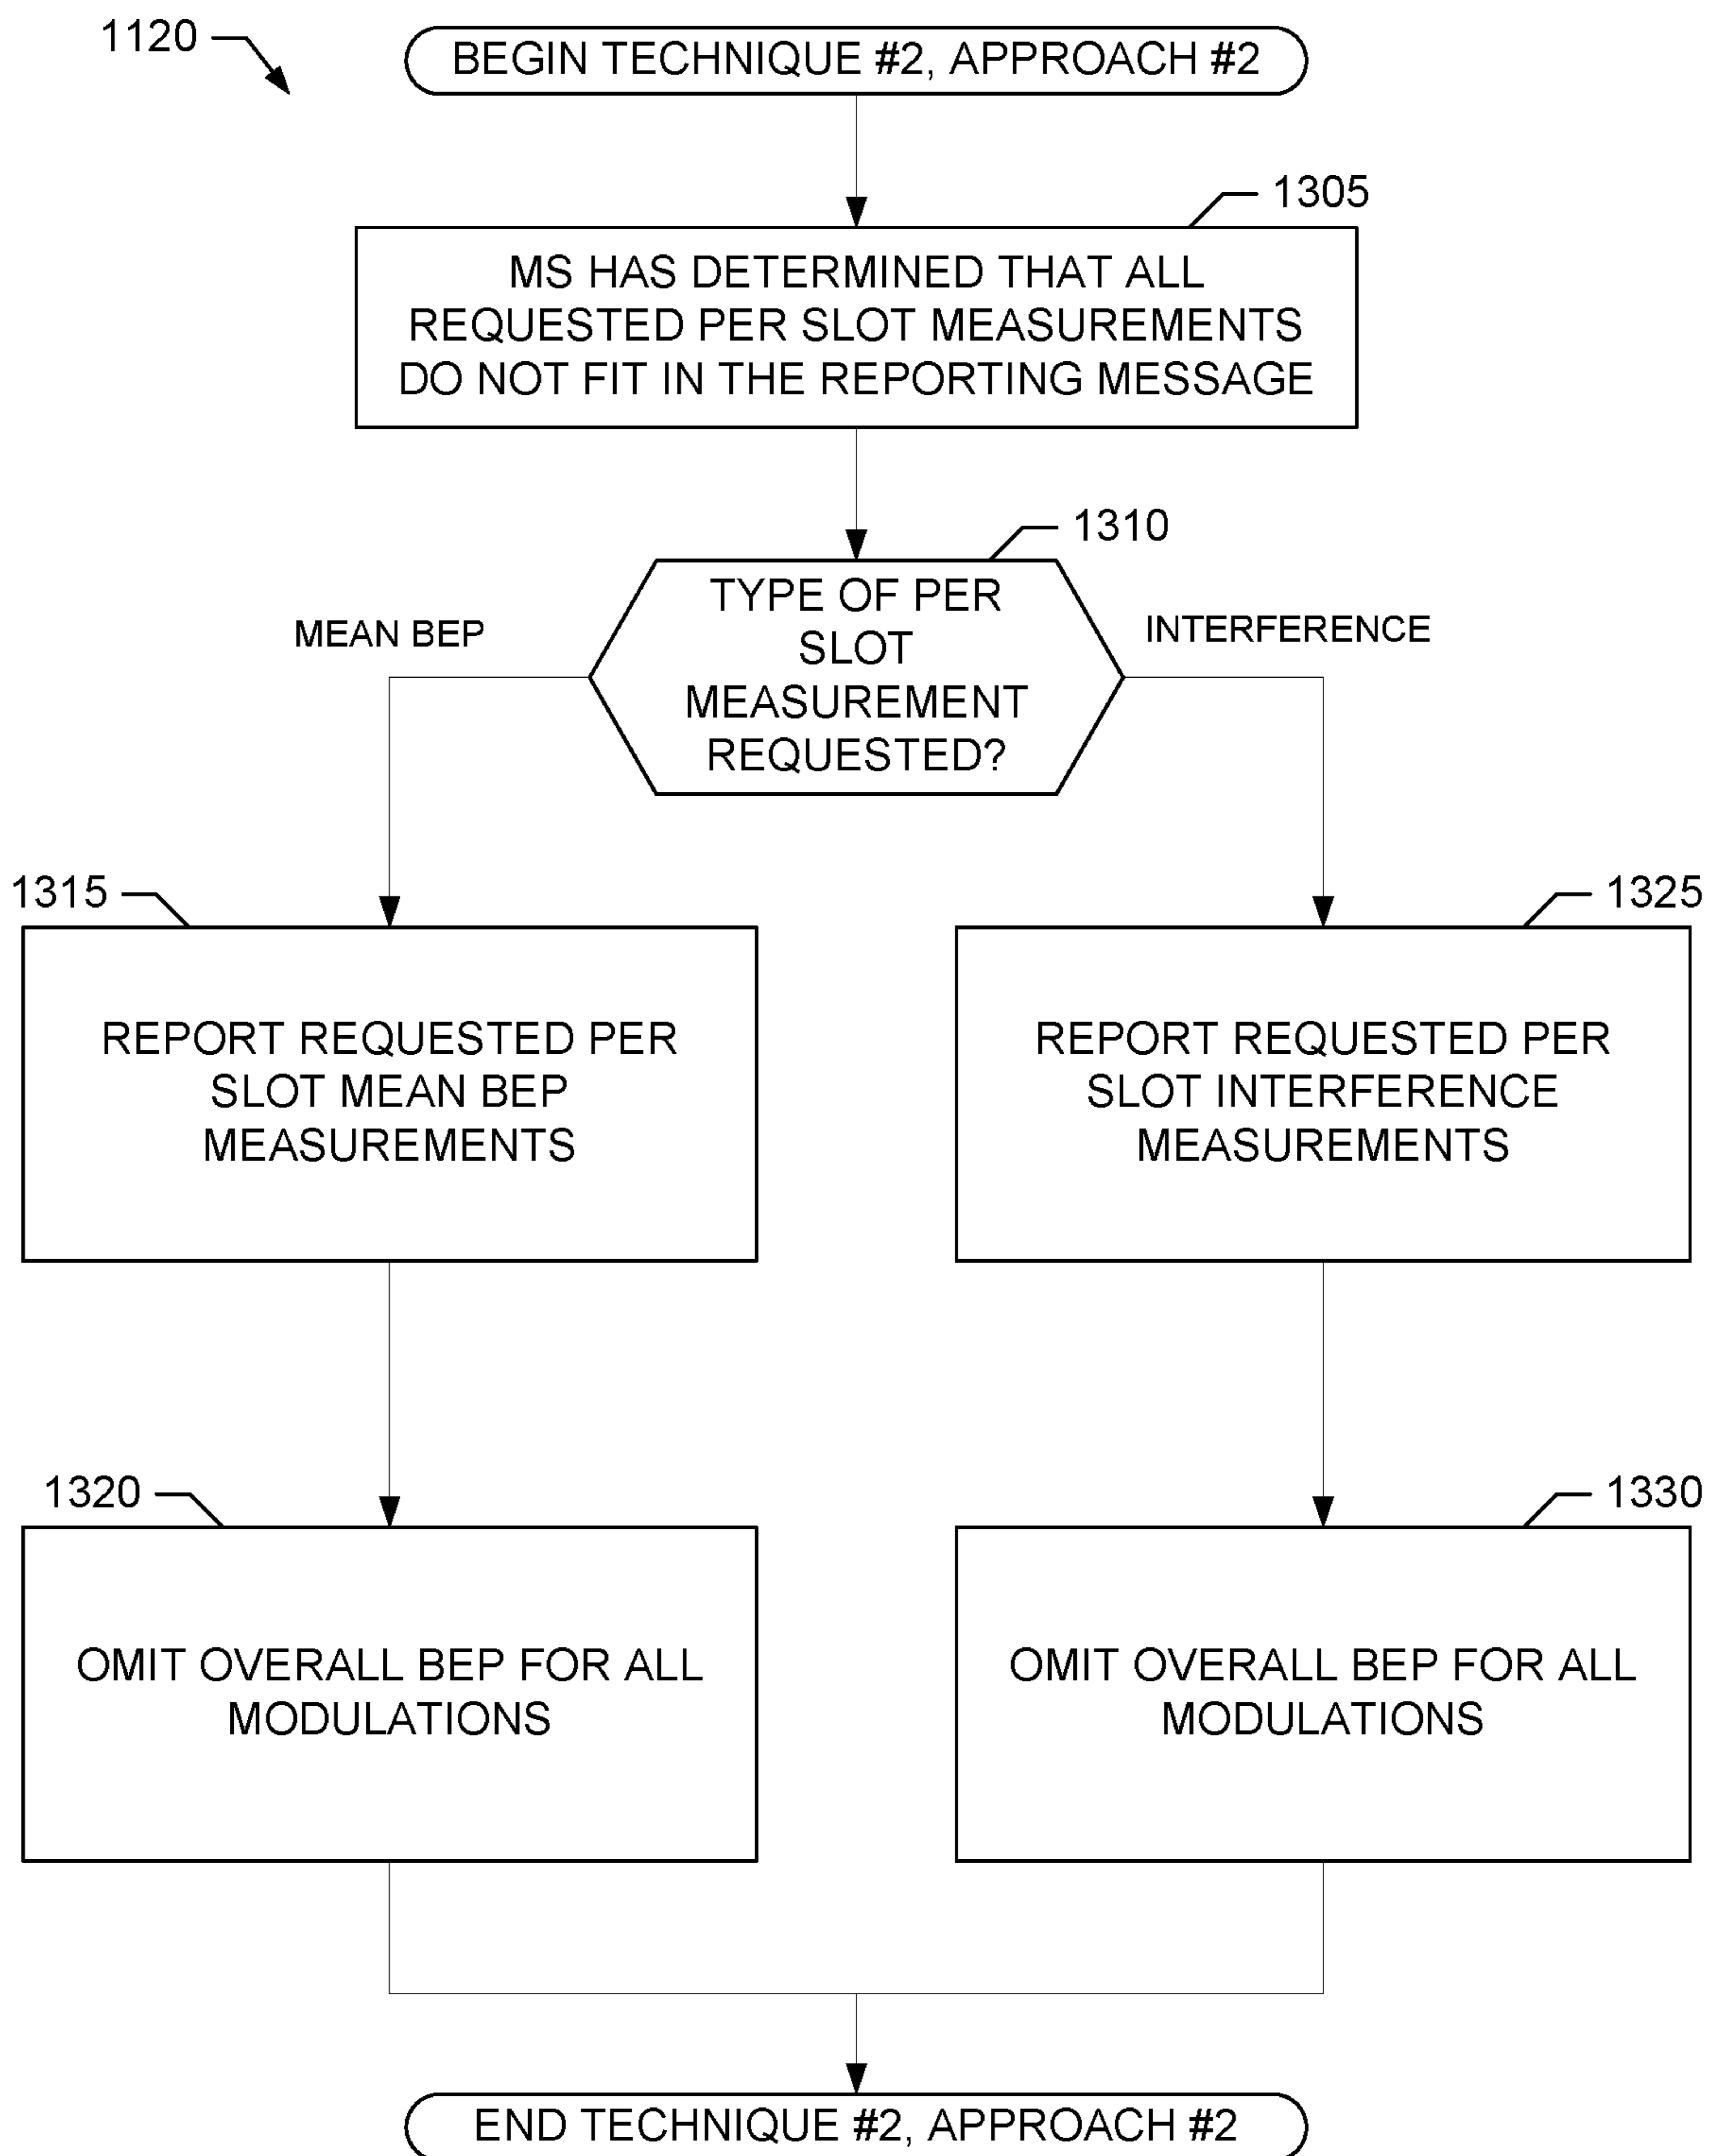 1120
BEGIN TECHNIQUE #2, APPROACH #2
1305
MS HAS DETERMINED THAT ALL
REQUESTED PER SLOT MEASUREMENTS
DO NOT FIT IN THE REPORTING MESSAGE
1310
TYPE OF PER
SLOT
MEASUREMENT
REQUESTED?
MEAN BEP
INTERFERENCE
1315
REPORT REQUESTED PER
SLOT MEAN BEP
MEASUREMENTS
1325
REPORT REQUESTED PER
SLOT INTERFERENCE
MEASUREMENTS
1320
OMIT OVERALL BEP FOR ALL
MODULATIONS
1330
OMIT OVERALL BEP FOR ALL
MODULATIONS
END TECHNIQUE #2, APPROACH #2